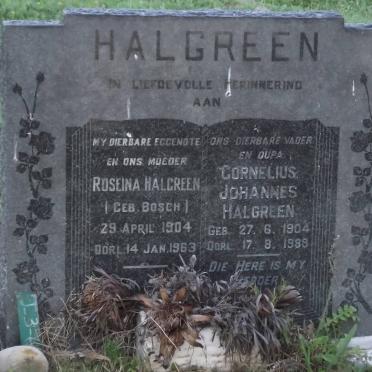 HALGREEN
IN LIEFDEVOLLE HERINNERING
AAN
MY DIERBARE EGGENOTE
EN ONS MOEDER
ROSEINA HALGREEN
(GEB. BOSCH)
29 APRIL 1904
OORL. 14 JAN. 1963
ONS DIERBARE VADER
EN OUPA
CORNELIUS
JOHANNES
HALGREEN
GEB. 27. 6. 1904
OORL. 17. 8. 1989
DIE HERE IS MY